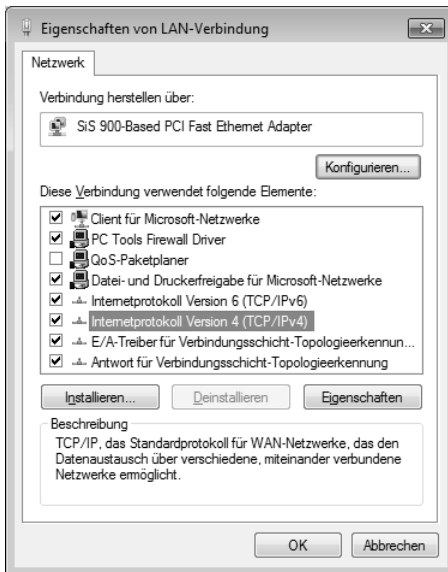 Eigenschaften von LAN-Verbindung
Netzwerk
Verbindung herstellen über:
SiS 900-Based PCI Fast Ethernet Adapter
Konfigurieren...
Diese Verbindung verwendet folgende Elemente:
Client für Microsoft-Netzwerke
PC Tools Firewall Driver
QoS-Paketplaner
Datei- und Druckerfreigabe für Microsoft-Netzwerke
Internetprotokoll Version 6 (TCP/IPv6)
Internetprotokoll Version 4 (TCP/IPv4)
E/A-Treiber für Verbindungsschicht-Topologieerkennun...
Antwort für Verbindungsschicht-Topologieerkennung
Installieren... Deinstallieren Eigenschaften
Beschreibung
TCP/IP, das Standardprotokoll für WAN-Netzwerke, das den
Datenaustausch über verschiedene, miteinander verbundene
Netzwerke ermöglicht.
OK Abbrechen